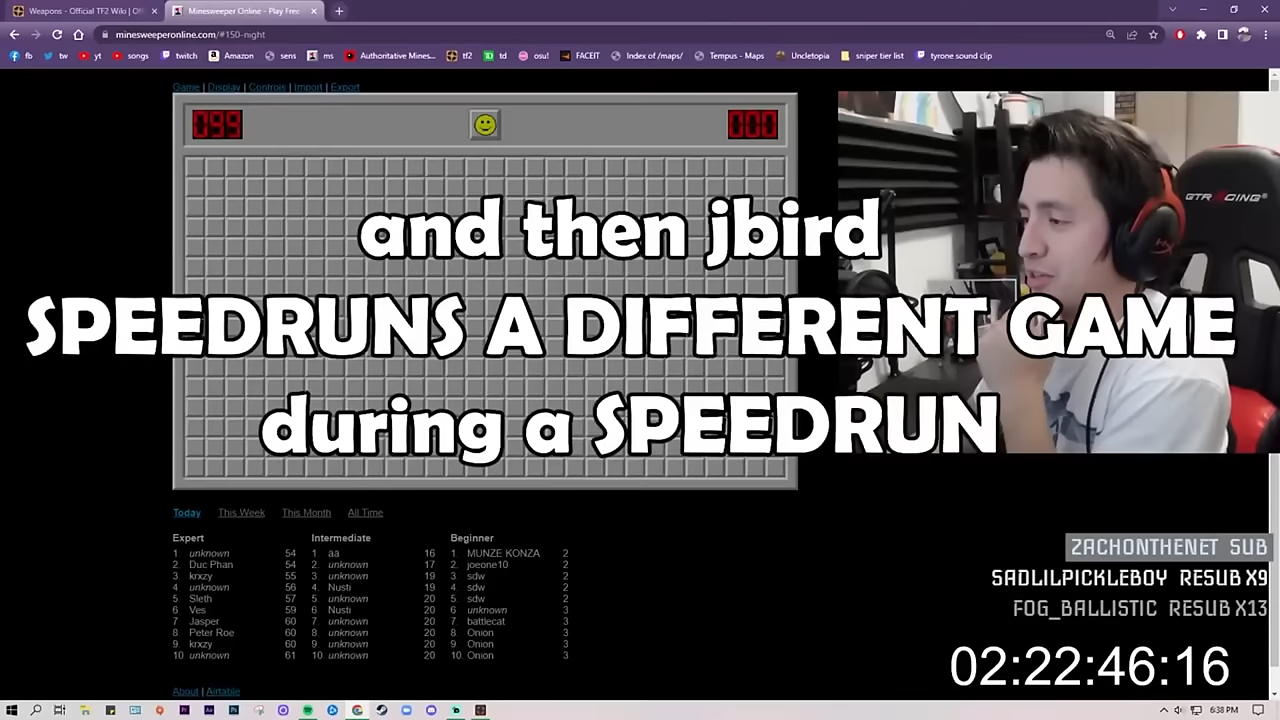 Weapons - Official TF2 Wiki | Of
Minesweeper Online - Play Free
minesweeperonline.com/#150-night
fb
tw
yt
songs
twitch
Amazon
sens
ms
Authoritative Mines...
tf2
td
osu!
FACEIT
Index of /maps/
Tempus - Maps
Uncletopia
sniper tier list
tyrone sound clip
Game | Display | Controls | Import | Export
099
000
GTRACING
and then jbird
SPEEDRUNS A DIFFERENT GAME
during a SPEEDRUN
Today This Week This Month All Time
Expert Intermediate Beginner
1 unknown 54 1 aa 16 1. MUNZE KONZA 2
2. Duc Phan 54 2. unknown 17 2. joeone10 2
3. krxzy 55 3. unknown 19 3. sdw 2
4 unknown 56 4. Nusti 19 4. sdw 2
5. Sleth 57 5. unknown 20 5. sdw 2
6 Ves 59 6 Nusti 20 6 unknown 3
7 Jasper 60 7 unknown 20 7. battlecat 3
8 Peter Roe 60 8. unknown 20 8. Onion 3
9. krxzy 60 9. unknown 20 9. Onion 3
10 unknown 61 10. unknown 20 10. Onion 3
About | Airtable
ZACHONTHENET SUB
SADLILPICKLEBOY RESUB X9
FOG_BALLISTIC RESUB X13
02:22:46:16
6:38 PM